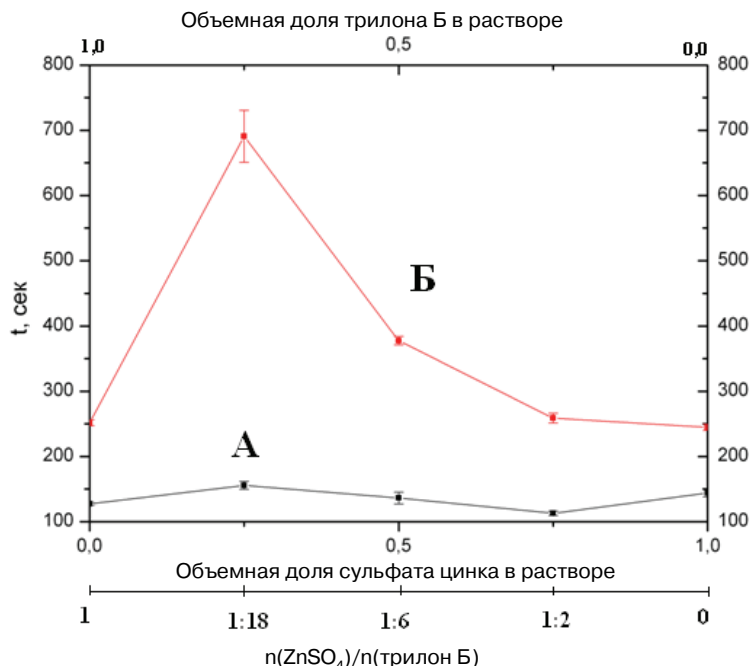 Объемная доля трилона Б в растворе
1,0 0,5 0,0
800 800
700 700
600 600
500 500
Б
400 400
t, сек
300 300
А
200 200
100 100
0,0 0,5 1,0
Объемная доля сульфата цинка в растворе
1 1:18 1:6 1:2 0
n(ZnSO₄)/n(трилон Б)